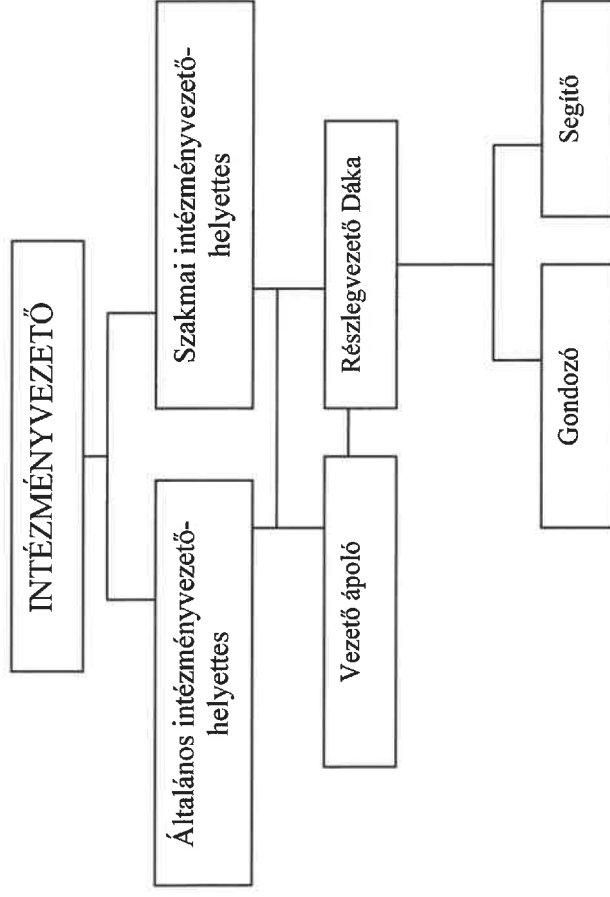 INTÉZMÉNYVEZETŐ
Általános intézményvezető-
helyettes
Szakmai intézményvezető-
helyettes
Vezető ápoló
Részlegvezető Dáka
Gondozó
Segítő